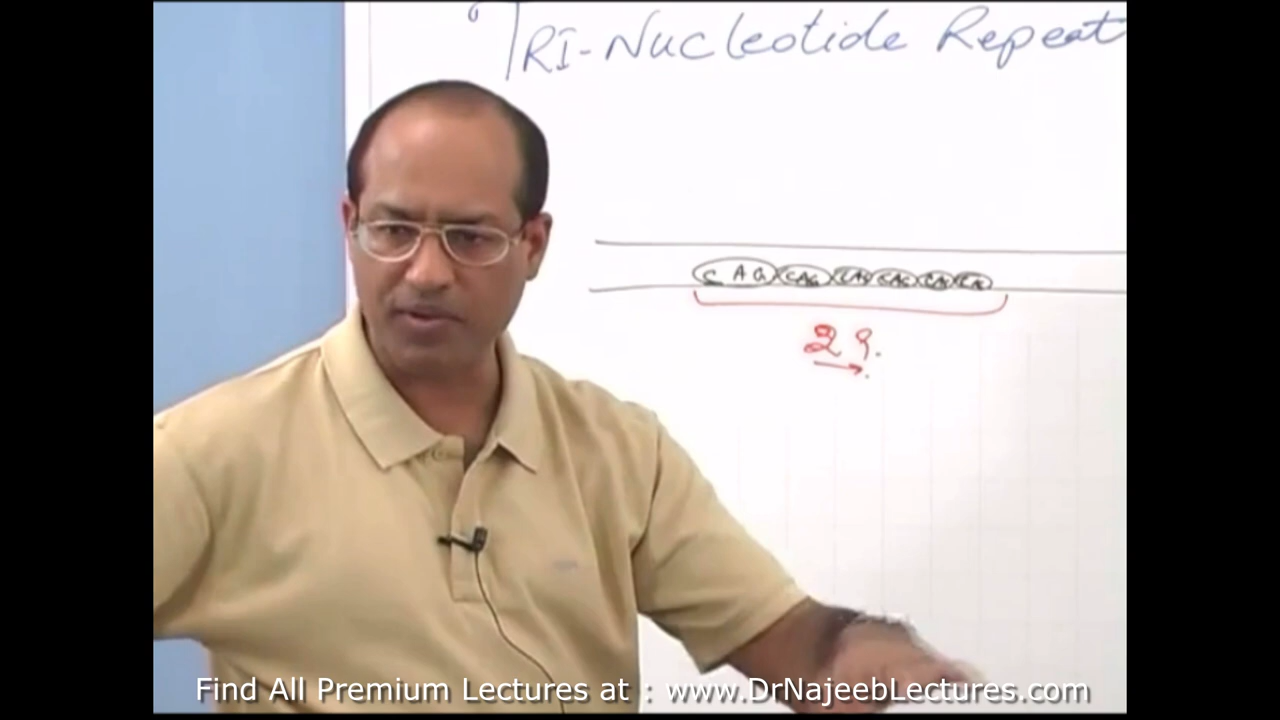 TRI-Nucleotide Repeat
CAG CAG CAG CAG CAG CAG
29.
Find All Premium Lectures at : www.DrNajeebLectures.com